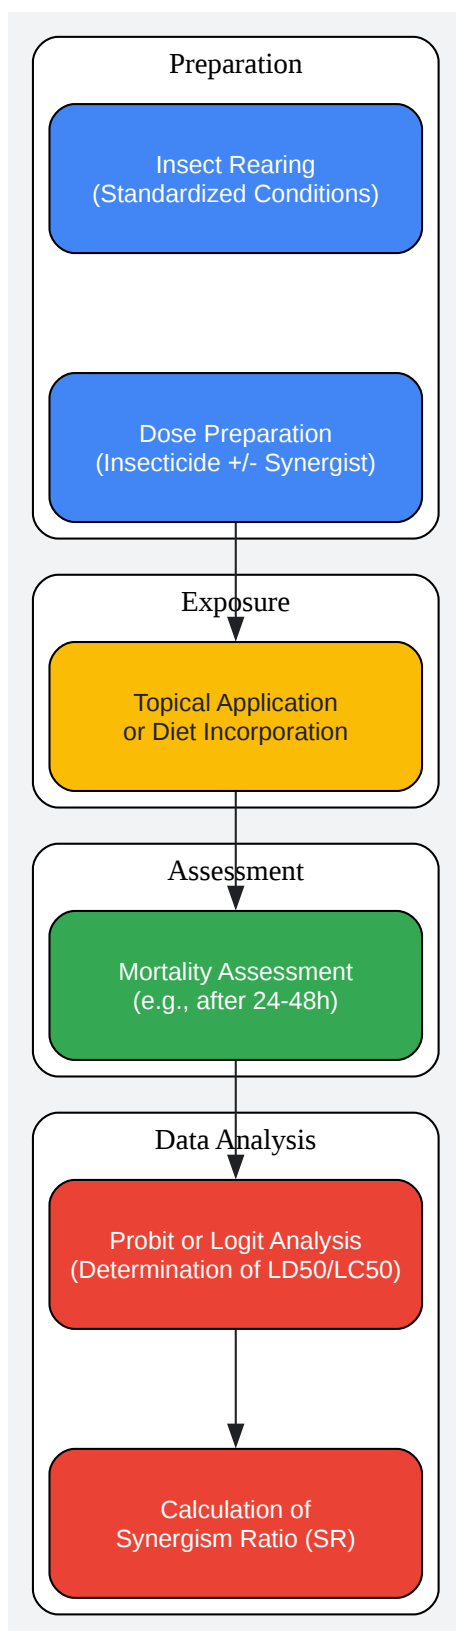 Preparation
Insect Rearing
(Standardized Conditions)
Dose Preparation
(Insecticide +/- Synergist)
Exposure
Topical Application
or Diet Incorporation
Assessment
Mortality Assessment
(e.g., after 24-48h)
Data Analysis
Probit or Logit Analysis
(Determination of LD50/LC50)
Calculation of
Synergism Ratio (SR)